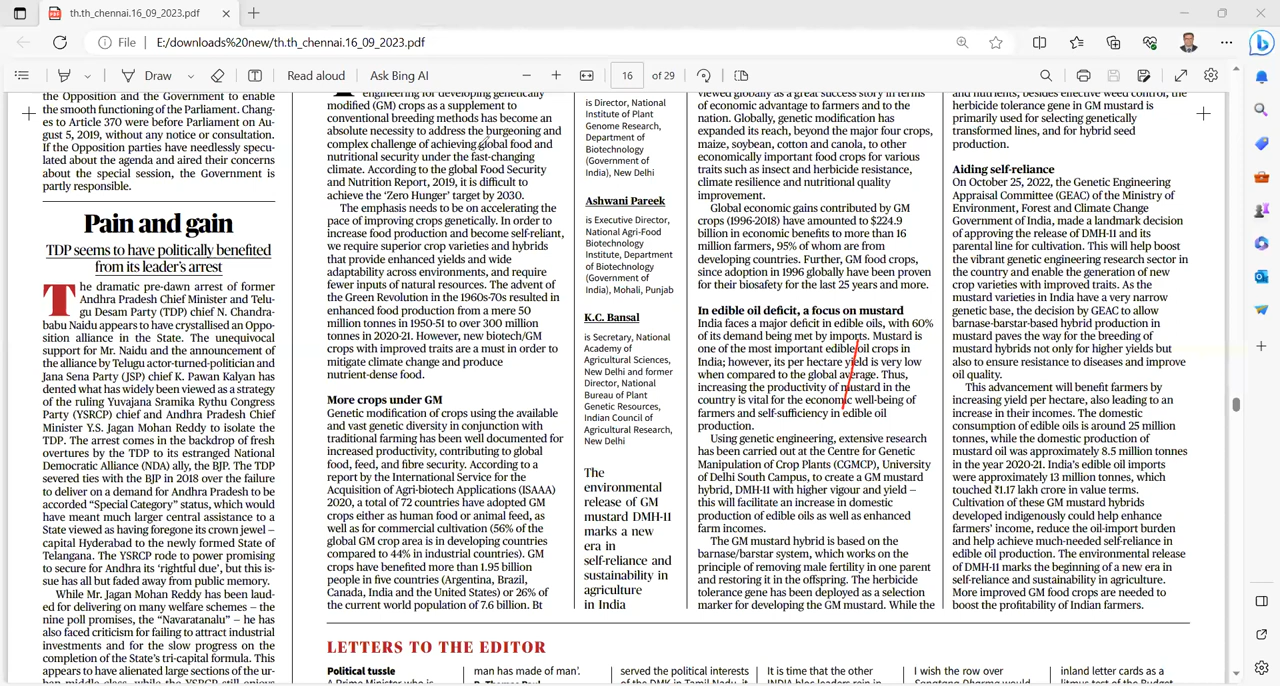 th.th_chennai.16_09_2023.pdf
File
E:/downloads%20new/th.th_chennai.16_09_2023.pdf
Draw
Read aloud
Ask Bing AI
16
of 29
the Opposition and the Government to enable
the smooth functioning of the Parliament. Chang-
es to Article 370 were before Parliament on Au-
gust 5, 2019, without any notice or consultation.
If the Opposition parties have needlessly specu-
lated about the agenda and aired their concerns
about the special session, the Government is
partly responsible.
Pain and gain
TDP seems to have politically benefited
from its leader's arrest
The dramatic pre-dawn arrest of former
Andhra Pradesh Chief Minister and Telu-
gu Desam Party (TDP) chief N. Chandra-
babu Naidu appears to have crystallised an Oppo-
sition alliance in the State. The unequivocal
support for Mr. Naidu and the announcement of
the alliance by Telugu actor-turned-politician and
Jana Sena Party (JSP) chief K. Pawan Kalyan has
dented what has widely been viewed as a strategy
of the ruling Yuvajana Sramika Rythu Congress
Party (YSRCP) chief and Andhra Pradesh Chief
Minister Y.S. Jagan Mohan Reddy to isolate the
TDP. The arrest comes in the backdrop of fresh
overtures by the TDP to its estranged National
Democratic Alliance (NDA) ally, the BJP. The TDP
severed ties with the BJP in 2018 over the failure
to deliver on a demand for Andhra Pradesh to be
accorded “Special Category” status, which would
have meant much larger central assistance to a
State viewed as having foregone its crown jewel –
capital Hyderabad to the newly formed State of
Telangana. The YSRCP rode to power promising
to secure for Andhra its ‘rightful due’, but this is-
sue has all but faded away from public memory.
While Mr. Jagan Mohan Reddy has been laud-
ed for delivering on many welfare schemes – the
nine poll promises, the “Navaratanalu” – he has
also faced criticism for failing to attract industrial
investments and for the slow progress on the
completion of the State's tri-capital formula. This
appears to have alienated large sections of the ur-
ban middle class, while the YSRCP still enjoys
engineering for developing genetically
modified (GM) crops as a supplement to
conventional breeding methods has become an
absolute necessity to address the burgeoning and
complex challenge of achieving global food and
nutritional security under the fast-changing
climate. According to the global Food Security
and Nutrition Report, 2019, it is difficult to
achieve the ‘Zero Hunger’ target by 2030.
The emphasis needs to be on accelerating the
pace of improving crops genetically. In order to
increase food production and become self-reliant,
we require superior crop varieties and hybrids
that provide enhanced yields and wide
adaptability across environments, and require
fewer inputs of natural resources. The advent of
the Green Revolution in the 1960s-70s resulted in
enhanced food production from a mere 50
million tonnes in 1950-51 to over 300 million
tonnes in 2020-21. However, new biotech/GM
crops with improved traits are a must in order to
mitigate climate change and produce
nutrient-dense food.
More crops under GM
Genetic modification of crops using the available
and vast genetic diversity in conjunction with
traditional farming has been well documented for
increased productivity, contributing to global
food, feed, and fibre security. According to a
report by the International Service for the
Acquisition of Agri-biotech Applications (ISAAA)
2020, a total of 72 countries have adopted GM
crops either as human food or animal feed, as
well as for commercial cultivation (56% of the
global GM crop area is in developing countries
compared to 44% in industrial countries). GM
crops have benefited more than 1.95 billion
people in five countries (Argentina, Brazil,
Canada, India and the United States) or 26% of
the current world population of 7.6 billion. Bt
is Director, National
Institute of Plant
Genome Research,
Department of
Biotechnology
(Government of
India), New Delhi
Ashwani Pareek
is Executive Director,
National Agri-Food
Biotechnology
Institute, Department
of Biotechnology
(Government of
India), Mohali, Punjab
K.C. Bansal
is Secretary, National
Academy of
Agricultural Sciences,
New Delhi and former
Director, National
Bureau of Plant
Genetic Resources,
Indian Council of
Agricultural Research,
New Delhi
The
environmental
release of GM
mustard DMH-11
marks a new
era in
self-reliance and
sustainability in
agriculture
in India
viewed globally as a great success story in terms
of economic advantage to farmers and to the
nation. Globally, genetic modification has
expanded its reach, beyond the major four crops,
maize, soybean, cotton and canola, to other
economically important food crops for various
traits such as insect and herbicide resistance,
climate resilience and nutritional quality
improvement.
Global economic gains contributed by GM
crops (1996-2018) have amounted to $224.9
billion in economic benefits to more than 16
million farmers, 95% of whom are from
developing countries. Further, GM food crops,
since adoption in 1996 globally have been proven
for their biosafety for the last 25 years and more.
In edible oil deficit, a focus on mustard
India faces a major deficit in edible oils, with 60%
of its demand being met by imports. Mustard is
one of the most important edible oil crops in
India; however, its per hectare yield is very low
when compared to the global average. Thus,
increasing the productivity of mustard in the
country is vital for the economic well-being of
farmers and self-sufficiency in edible oil
production.
Using genetic engineering, extensive research
has been carried out at the Centre for Genetic
Manipulation of Crop Plants (CGMCP), University
of Delhi South Campus, to create a GM mustard
hybrid, DMH-11 with higher vigour and yield –
this will facilitate an increase in domestic
production of edible oils as well as enhanced
farm incomes.
The GM mustard hybrid is based on the
barnase/barstar system, which works on the
principle of removing male fertility in one parent
and restoring it in the offspring. The herbicide
tolerance gene has been deployed as a selection
marker for developing the GM mustard. While the
and nutrients, besides effective weed control, the
herbicide tolerance gene in GM mustard is
primarily used for selecting genetically
transformed lines, and for hybrid seed
production.
Aiding self-reliance
On October 25, 2022, the Genetic Engineering
Appraisal Committee (GEAC) of the Ministry of
Environment, Forest and Climate Change
Government of India, made a landmark decision
of approving the release of DMH-11 and its
parental line for cultivation. This will help boost
the vibrant genetic engineering research sector in
the country and enable the generation of new
crop varieties with improved traits. As the
mustard varieties in India have a very narrow
genetic base, the decision by GEAC to allow
barnase-barstar-based hybrid production in
mustard paves the way for the breeding of
mustard hybrids not only for higher yields but
also to ensure resistance to diseases and improve
oil quality.
This advancement will benefit farmers by
increasing yield per hectare, also leading to an
increase in their incomes. The domestic
consumption of edible oils is around 25 million
tonnes, while the domestic production of
mustard oil was approximately 8.5 million tonnes
in the year 2020-21. India's edible oil imports
were approximately 13 million tonnes, which
touched ₹1.17 lakh crore in value terms.
Cultivation of these GM mustard hybrids
developed indigenously could help enhance
farmers' income, reduce the oil-import burden
and help achieve much-needed self-reliance in
edible oil production. The environmental release
of DMH-11 marks the beginning of a new era in
self-reliance and sustainability in agriculture.
More improved GM food crops are needed to
boost the profitability of Indian farmers.
LETTERS TO THE EDITOR
Political tussle
A Prime Minister who is
man has made of man'.
served the political interests
of the DMK in Tamil Nadu, it
It is time that the other
INDIA bloc leaders rein in
I wish the row over
Sanatana Dharma would
inland letter cards as a
litmus test of the Budget